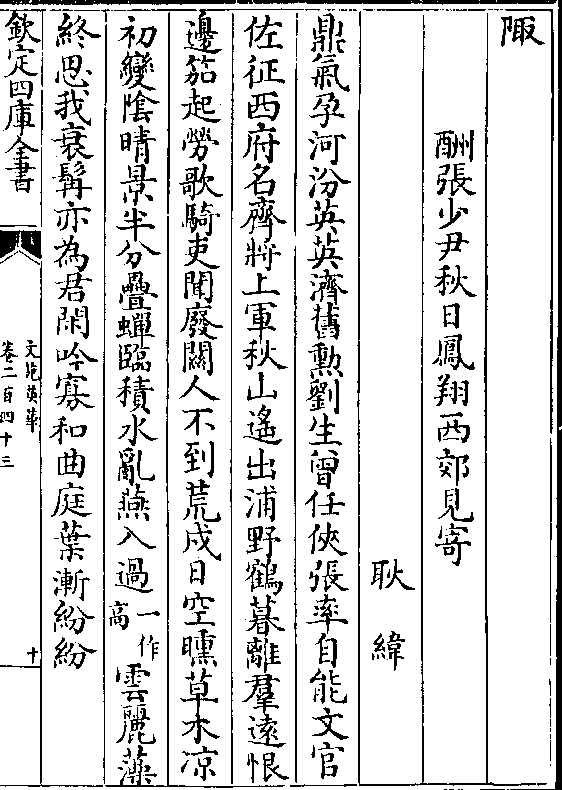 陬
酬張少尹秋日鳳翔西郊見寄
耿緯
鼎氣孕河汾英英濟舊勲劉生曾任俠張率自能文官
佐征西府名齊將上軍秋山遙出浦野鶴暮離羣遠恨
邊笳起勞歌騎吏聞廢關人不到荒戍日空曛草木凉
初變陰晴景半分疊蟬臨積水亂燕入過一作高雲麗藻
終思我衰髯亦為君閑吟寡和曲庭葉漸紛紛
欽定四庫全書
文苑英華
卷二百四十三
十